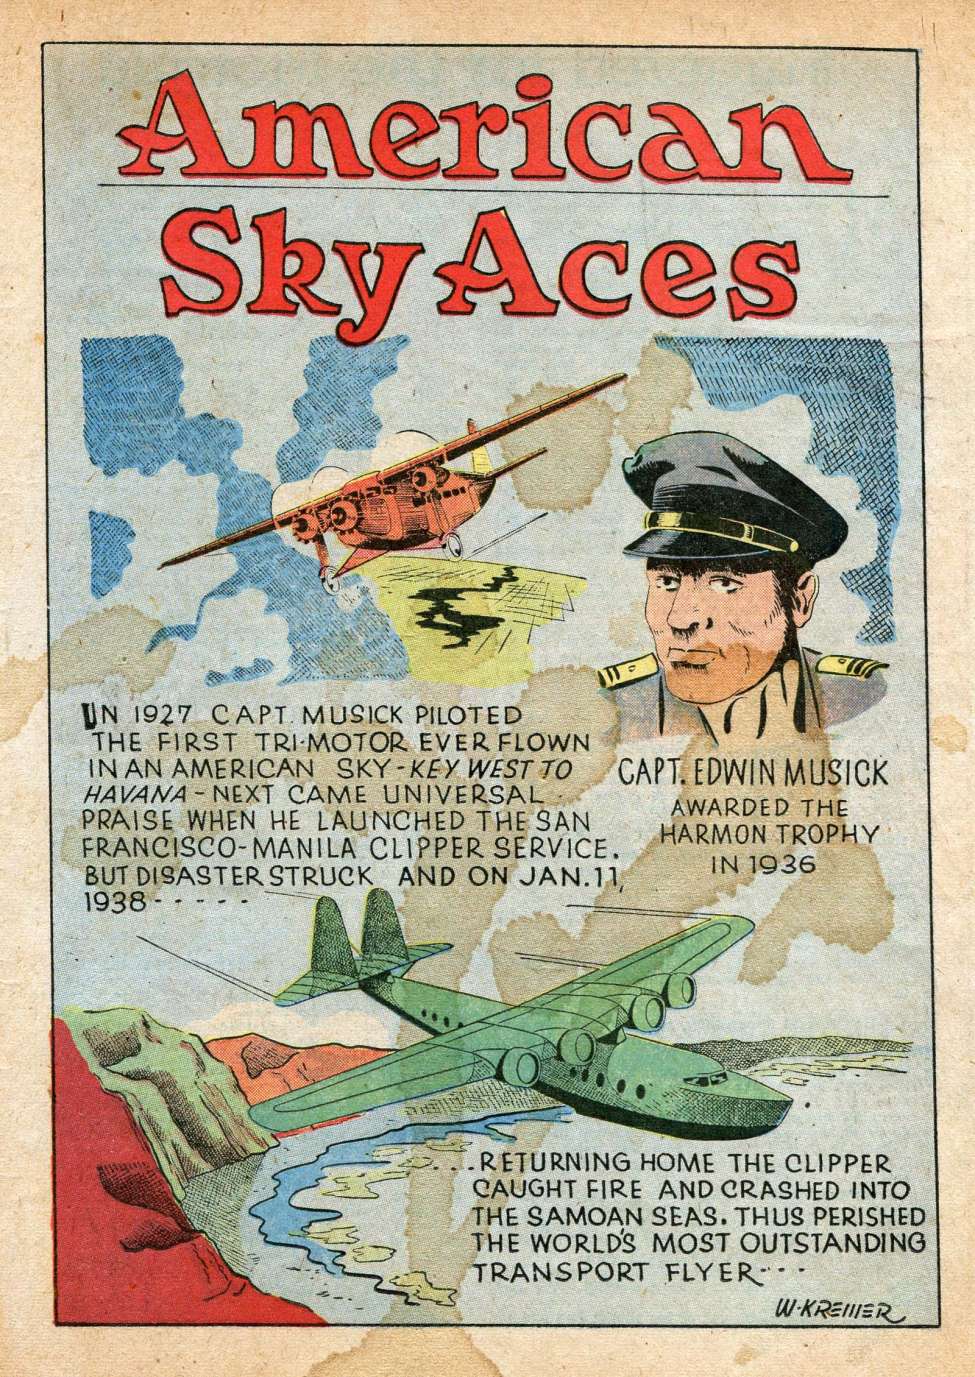 American
Sky Aces
IN 1927 CAPT. MUSICK PILOTED
THE FIRST TRI-MOTOR EVER FLOWN
IN AN AMERICAN SKY - KEY WEST TO
HAVANA - NEXT CAME UNIVERSAL
PRAISE WHEN HE LAUNCHED THE SAN
FRANCISCO-MANILA CLIPPER SERVICE.
BUT DISASTER STRUCK AND ON JAN. 11,
1938 - - - - -
CAPT. EDWIN MUSICK
AWARDED THE
HARMON TROPHY
IN 1936
...RETURNING HOME THE CLIPPER
CAUGHT FIRE AND CRASHED INTO
THE SAMOAN SEAS. THUS PERISHED
THE WORLD'S MOST OUTSTANDING
TRANSPORT FLYER - - -
W·KREMER